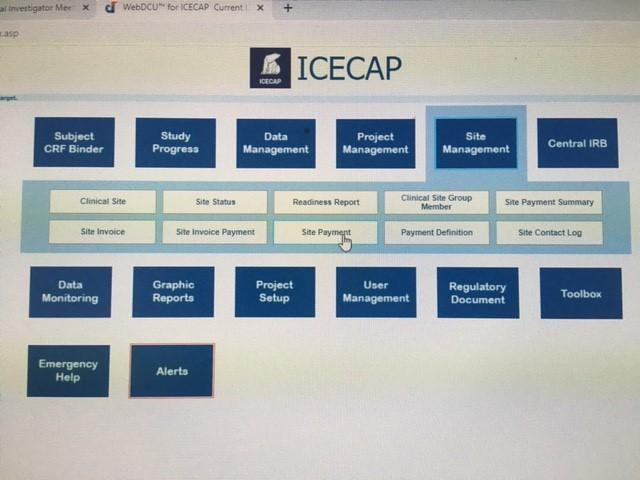 al Investigator Mee
WebDCU™ for ICECAP Current I
.asp
ICECAP
ICECAP
arget.
Subject
CRF Binder
Study
Progress
Data
Management
Project
Management
Site
Management
Central IRB
Clinical Site
Site Status
Readiness Report
Clinical Site Group
Member
Site Payment Summary
Site Invoice
Site Invoice Payment
Site Payment
Payment Definition
Site Contact Log
Data
Monitoring
Graphic
Reports
Project
Setup
User
Management
Regulatory
Document
Toolbox
Emergency
Help
Alerts